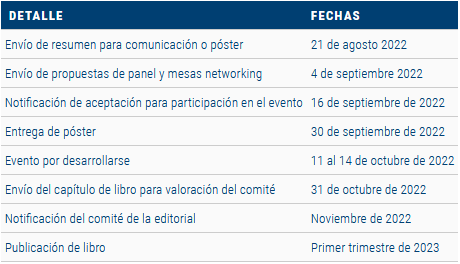 DETALLE FECHAS
Envío de resumen para comunicación o póster 21 de agosto 2022
Envío de propuestas de panel y mesas networking 4 de septiembre 2022
Notificación de aceptación para participación en el evento 16 de septiembre de 2022
Entrega de póster 30 de septiembre de 2022
Evento por desarrollarse 11 al 14 de octubre de 2022
Envío del capítulo de libro para valoración del comité 31 de octubre de 2022
Notificación del comité de la editorial Noviembre de 2022
Publicación de libro Primer trimestre de 2023